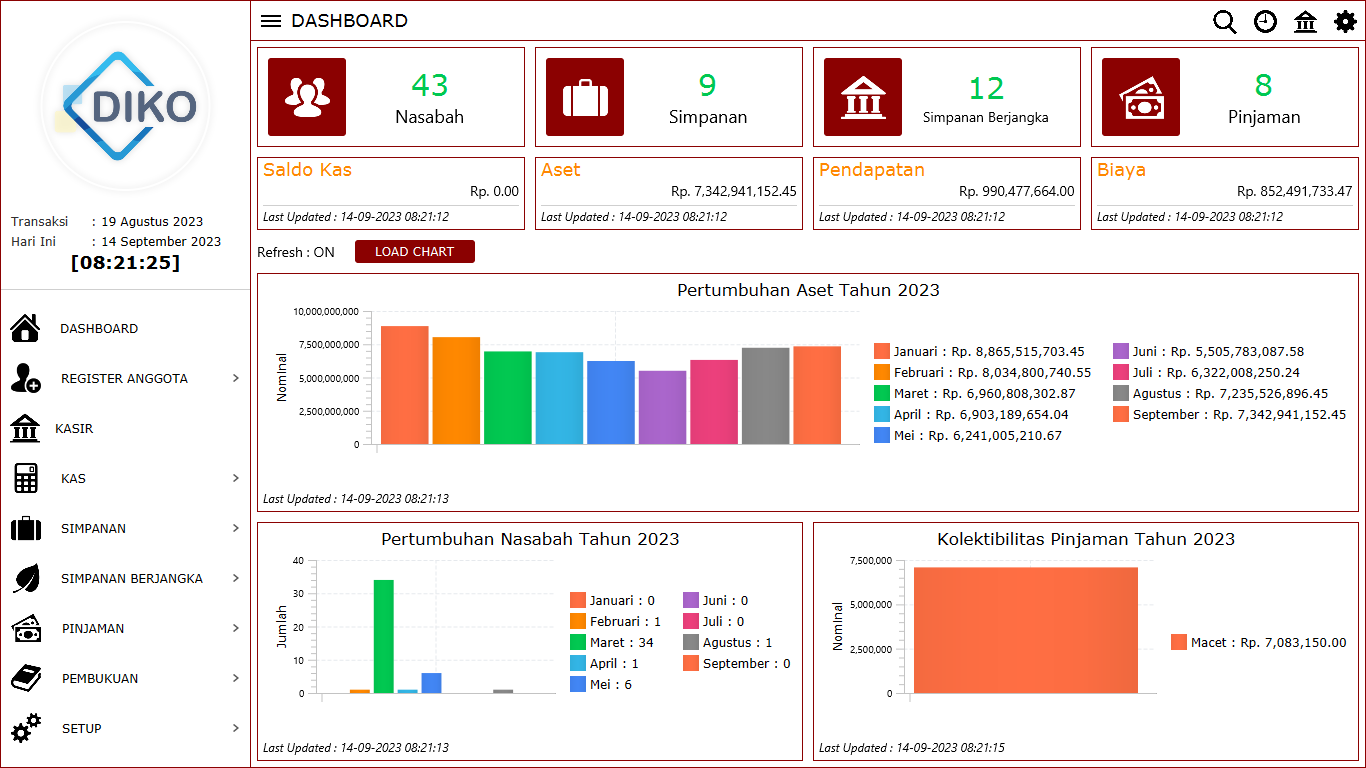 DIKO
Transaksi : 19 Agustus 2023
Hari Ini : 14 September 2023
[08:21:25]
DASHBOARD
REGISTER ANGGOTA
KASIR
KAS
SIMPANAN
SIMPANAN BERJANGKA
PINJAMAN
PEMBUKUAN
SETUP
DASHBOARD
43
Nasabah
9
Simpanan
12
Simpanan Berjangka
8
Pinjaman
Saldo Kas
Rp. 0.00
Last Updated : 14-09-2023 08:21:12
Aset
Rp. 7,342,941,152.45
Last Updated : 14-09-2023 08:21:12
Pendapatan
Rp. 990,477,664.00
Last Updated : 14-09-2023 08:21:12
Biaya
Rp. 852,491,733.47
Last Updated : 14-09-2023 08:21:12
Refresh : ON
LOAD CHART
Pertumbuhan Aset Tahun 2023
Nominal
10,000,000,000
7,500,000,000
5,000,000,000
2,500,000,000
0
Januari : Rp. 8,865,515,703.45
Februari : Rp. 8,034,800,740.55
Maret : Rp. 6,960,808,302.87
April : Rp. 6,903,189,654.04
Mei : Rp. 6,241,005,210.67
Juni : Rp. 5,505,783,087.58
Juli : Rp. 6,322,008,250.24
Agustus : Rp. 7,235,526,896.45
September : Rp. 7,342,941,152.45
Last Updated : 14-09-2023 08:21:13
Pertumbuhan Nasabah Tahun 2023
Jumlah
40
30
20
10
0
Januari : 0
Februari : 1
Maret : 34
April : 1
Mei : 6
Juni : 0
Juli : 0
Agustus : 1
September : 0
Last Updated : 14-09-2023 08:21:13
Kolektibilitas Pinjaman Tahun 2023
Nominal
7,500,000
5,000,000
2,500,000
0
Macet : Rp. 7,083,150.00
Last Updated : 14-09-2023 08:21:15